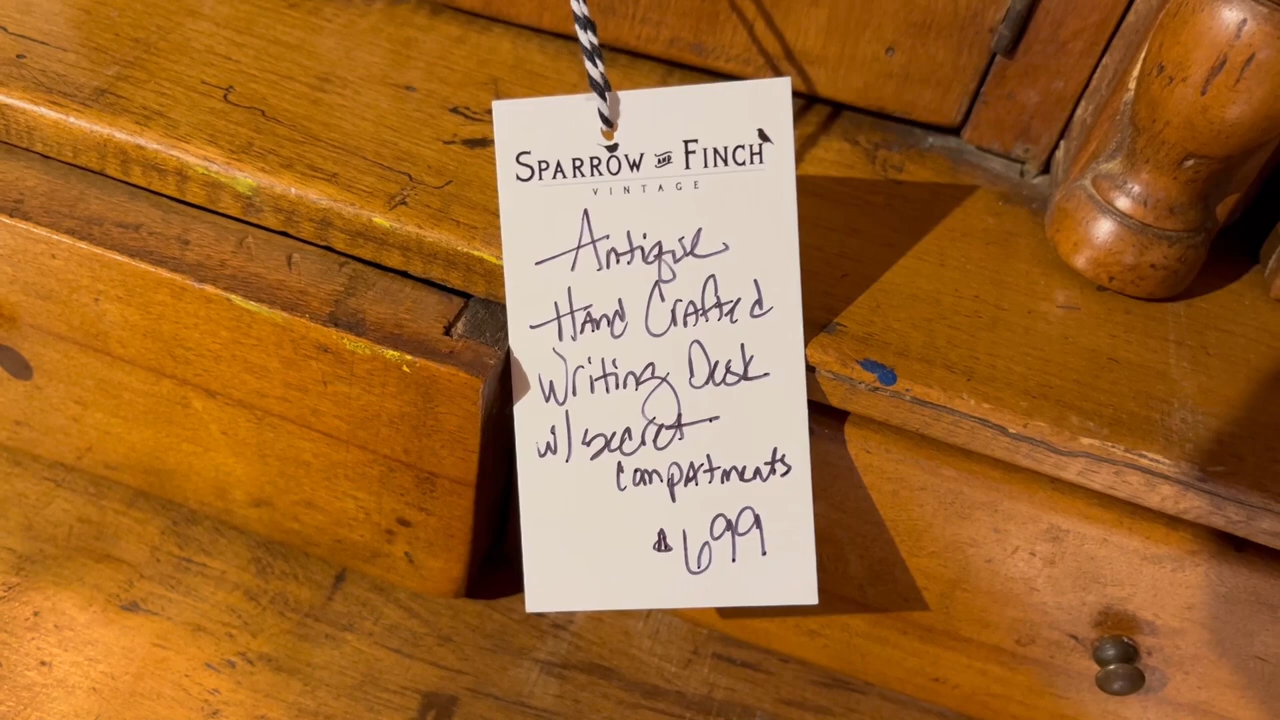 SPARROW AND FINCH
VINTAGE
Antique
Hand Crafted
Writing Desk
w/ secret
compartments
$699